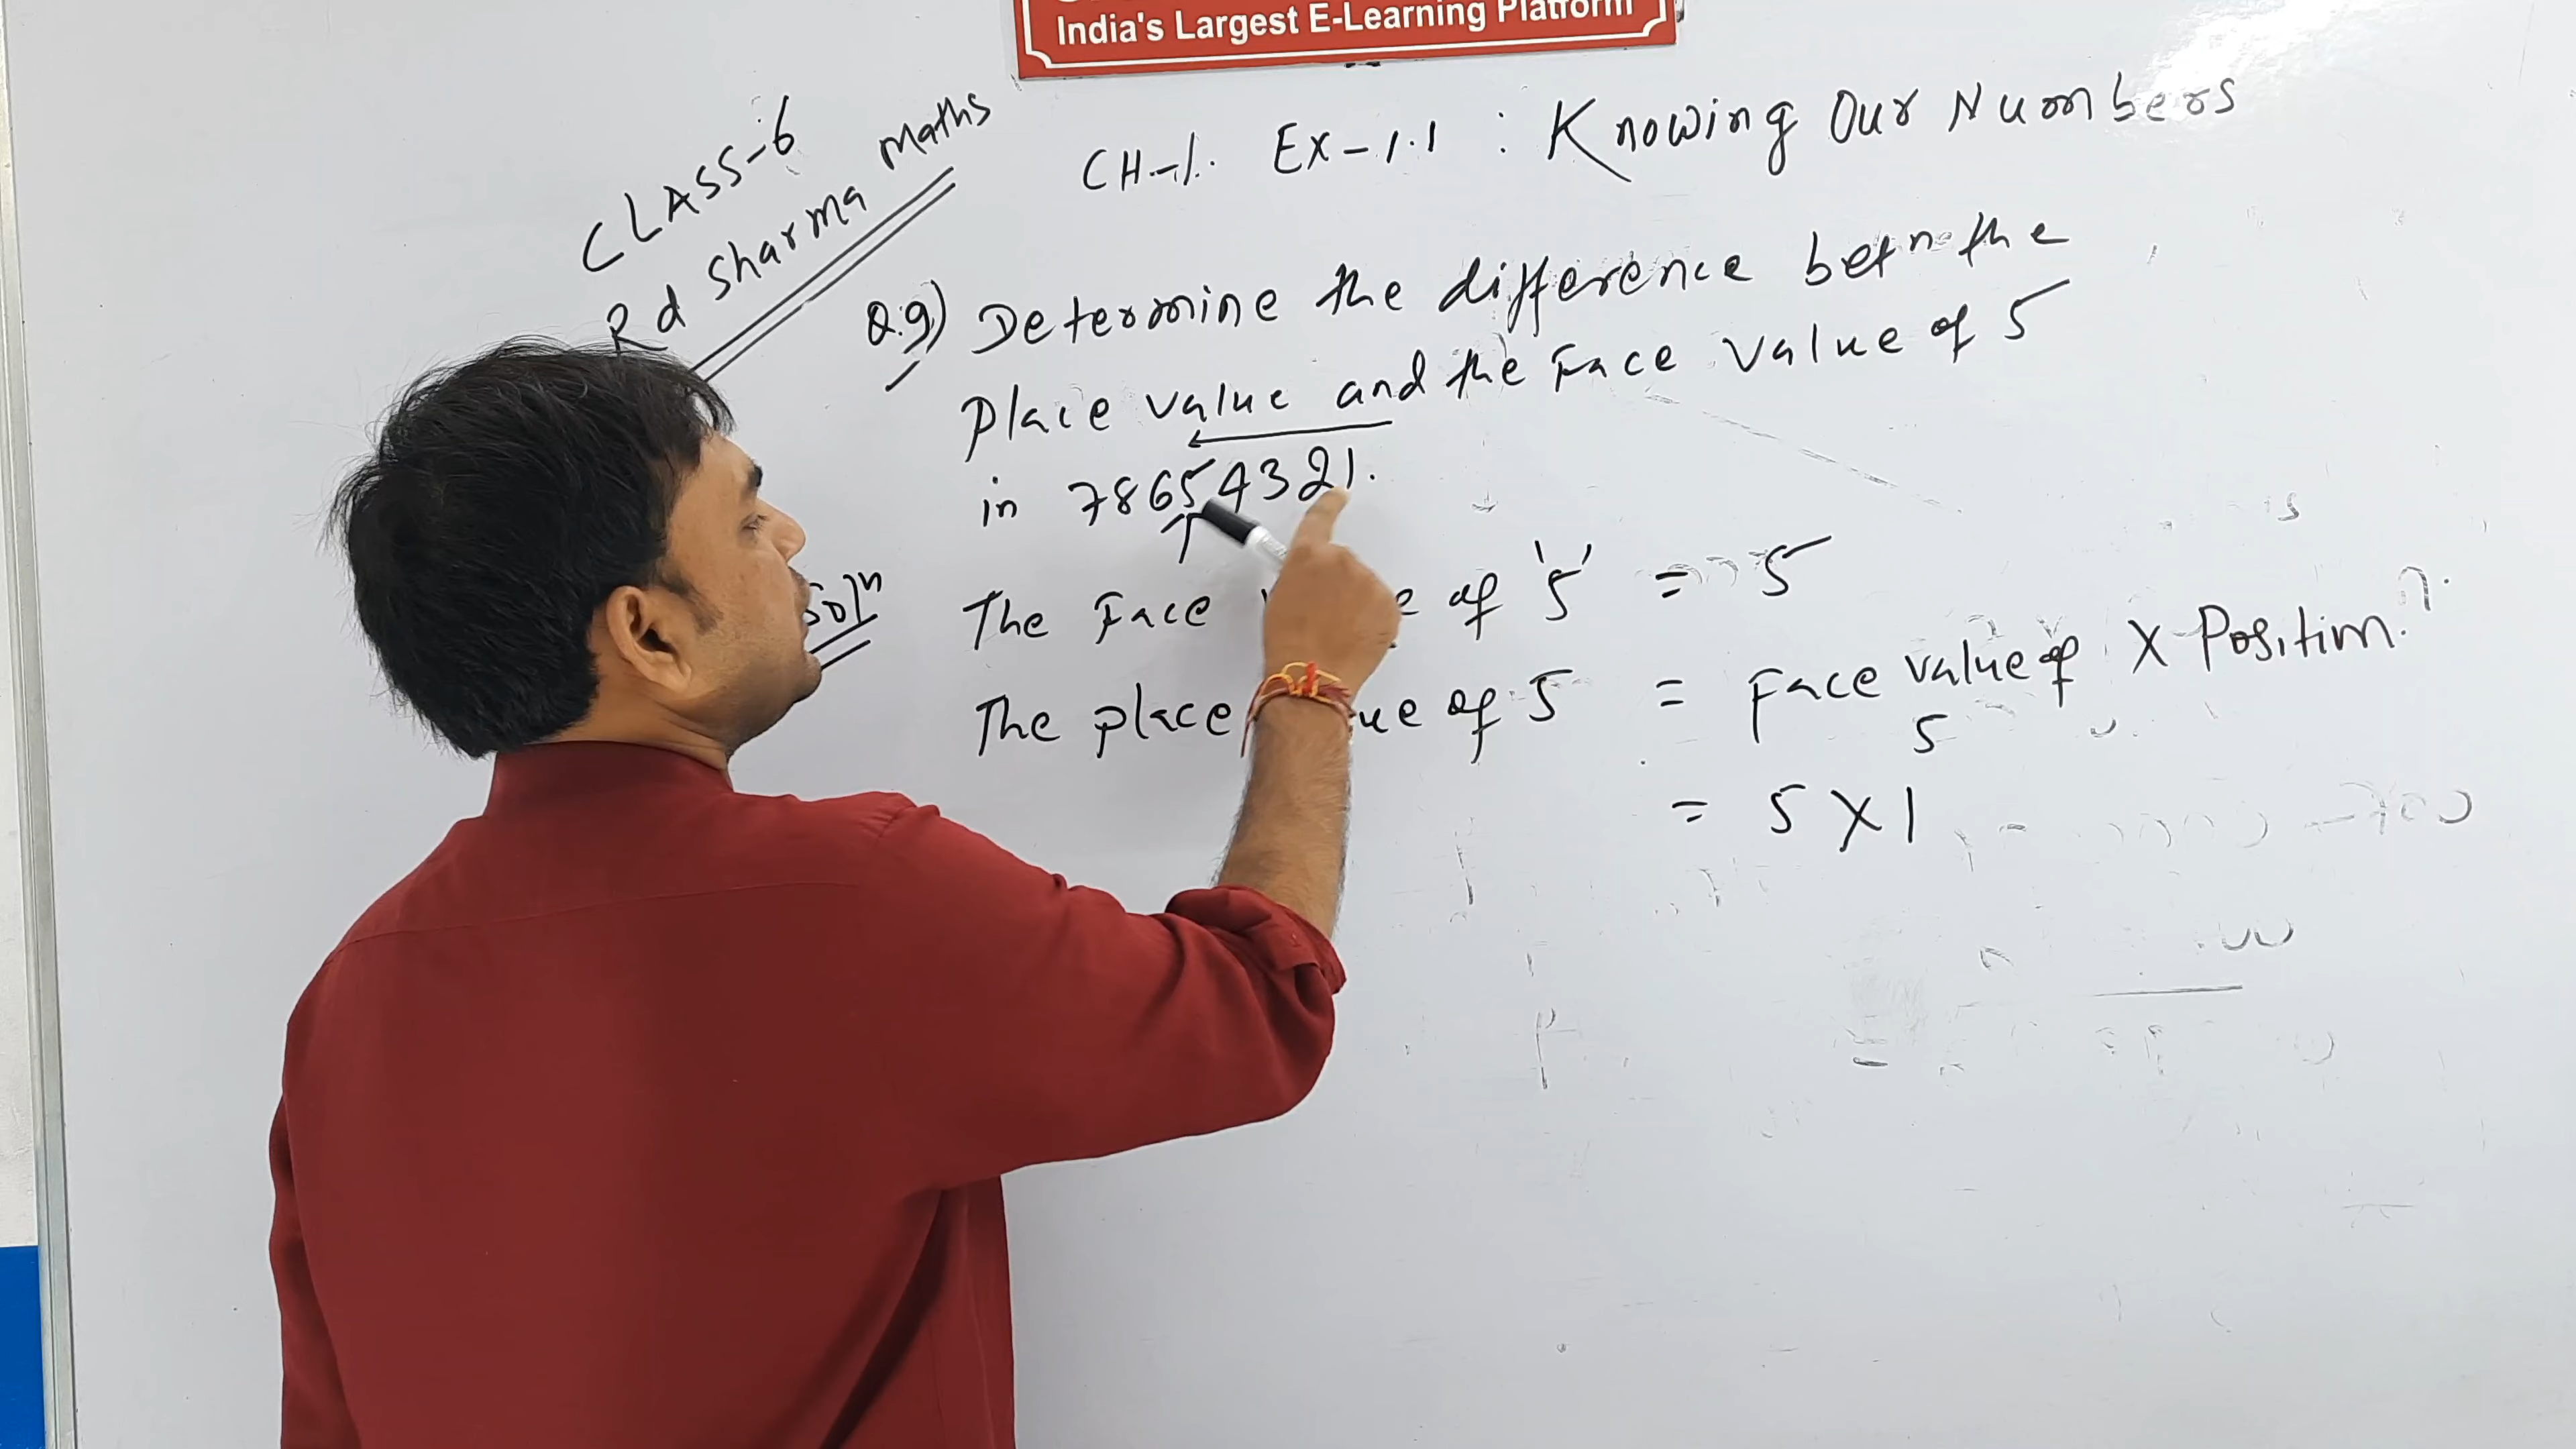 India's Largest E-Learning Platform
CLASS-6
Rd Sharma Maths
CH-1. Ex-1.1 : Knowing Our Numbers
Q.9) Determine the difference betn the
Place value and the Face value of 5
in 78654321.
Soln
The Face of '5' = 5
The place of 5 = Face value of X Position.
5
= 5 X 1